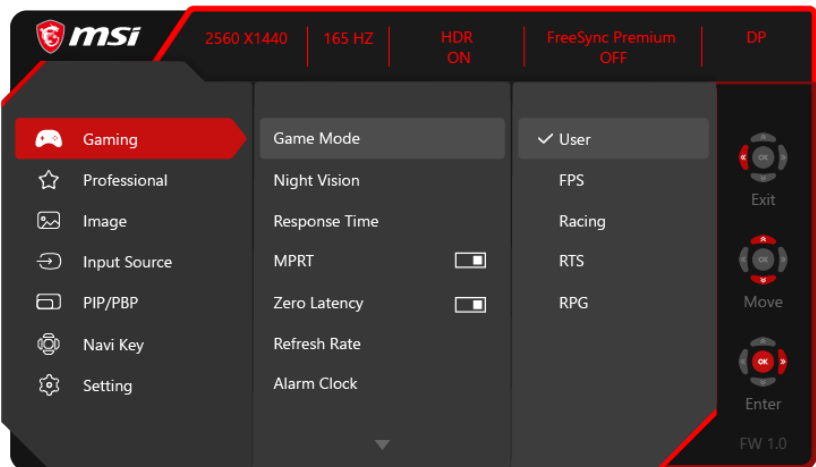 msi
2560 X1440
165 HZ
HDR
ON
FreeSync Premium
OFF
DP
Gaming
Professional
Image
Input Source
PIP/PBP
Navi Key
Setting
Game Mode
Night Vision
Response Time
MPRT
Zero Latency
Refresh Rate
Alarm Clock
User
FPS
Racing
RTS
RPG
OK
Exit
OK
Move
OK
Enter
FW 1.0